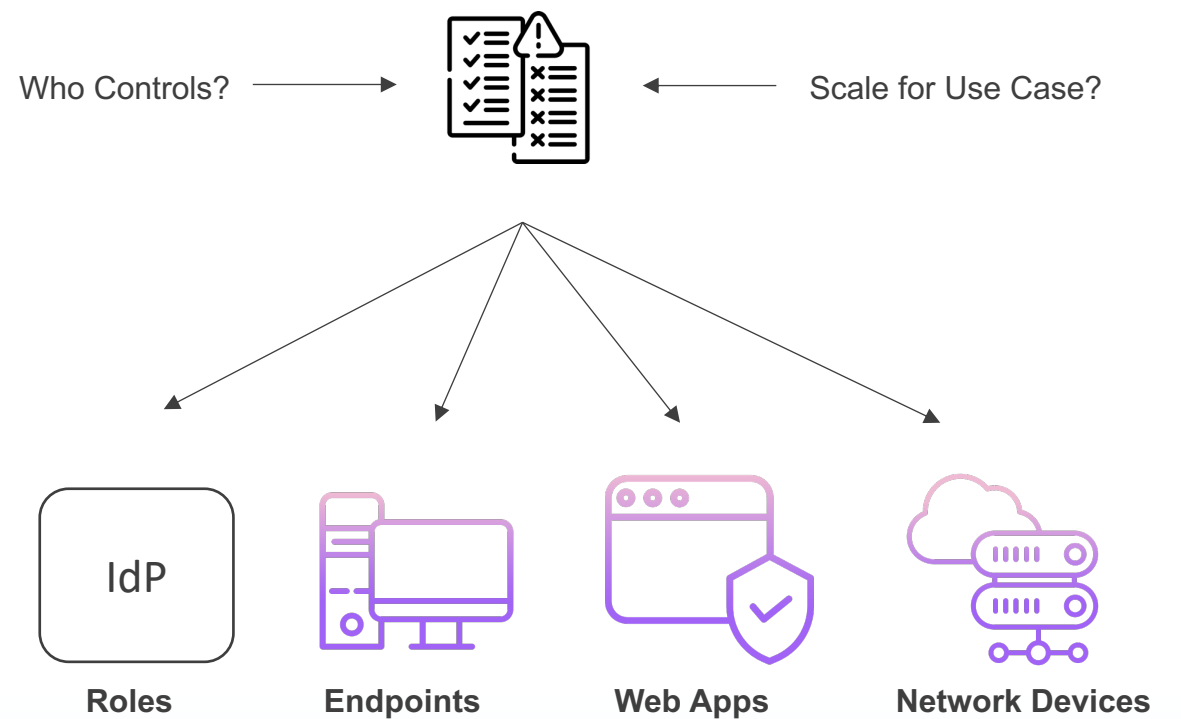 Who Controls?
Scale for Use Case?
IdP
Roles
Endpoints
Web Apps
Network Devices